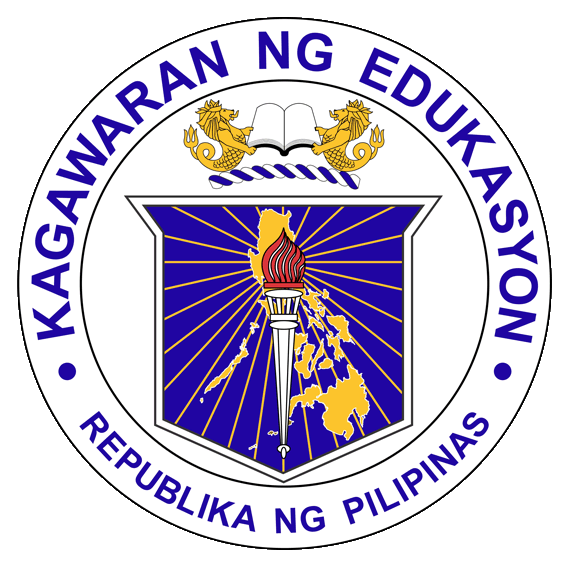 KAGAWARAN NG EDUKASYON
REPUBLIKA NG PILIPINAS